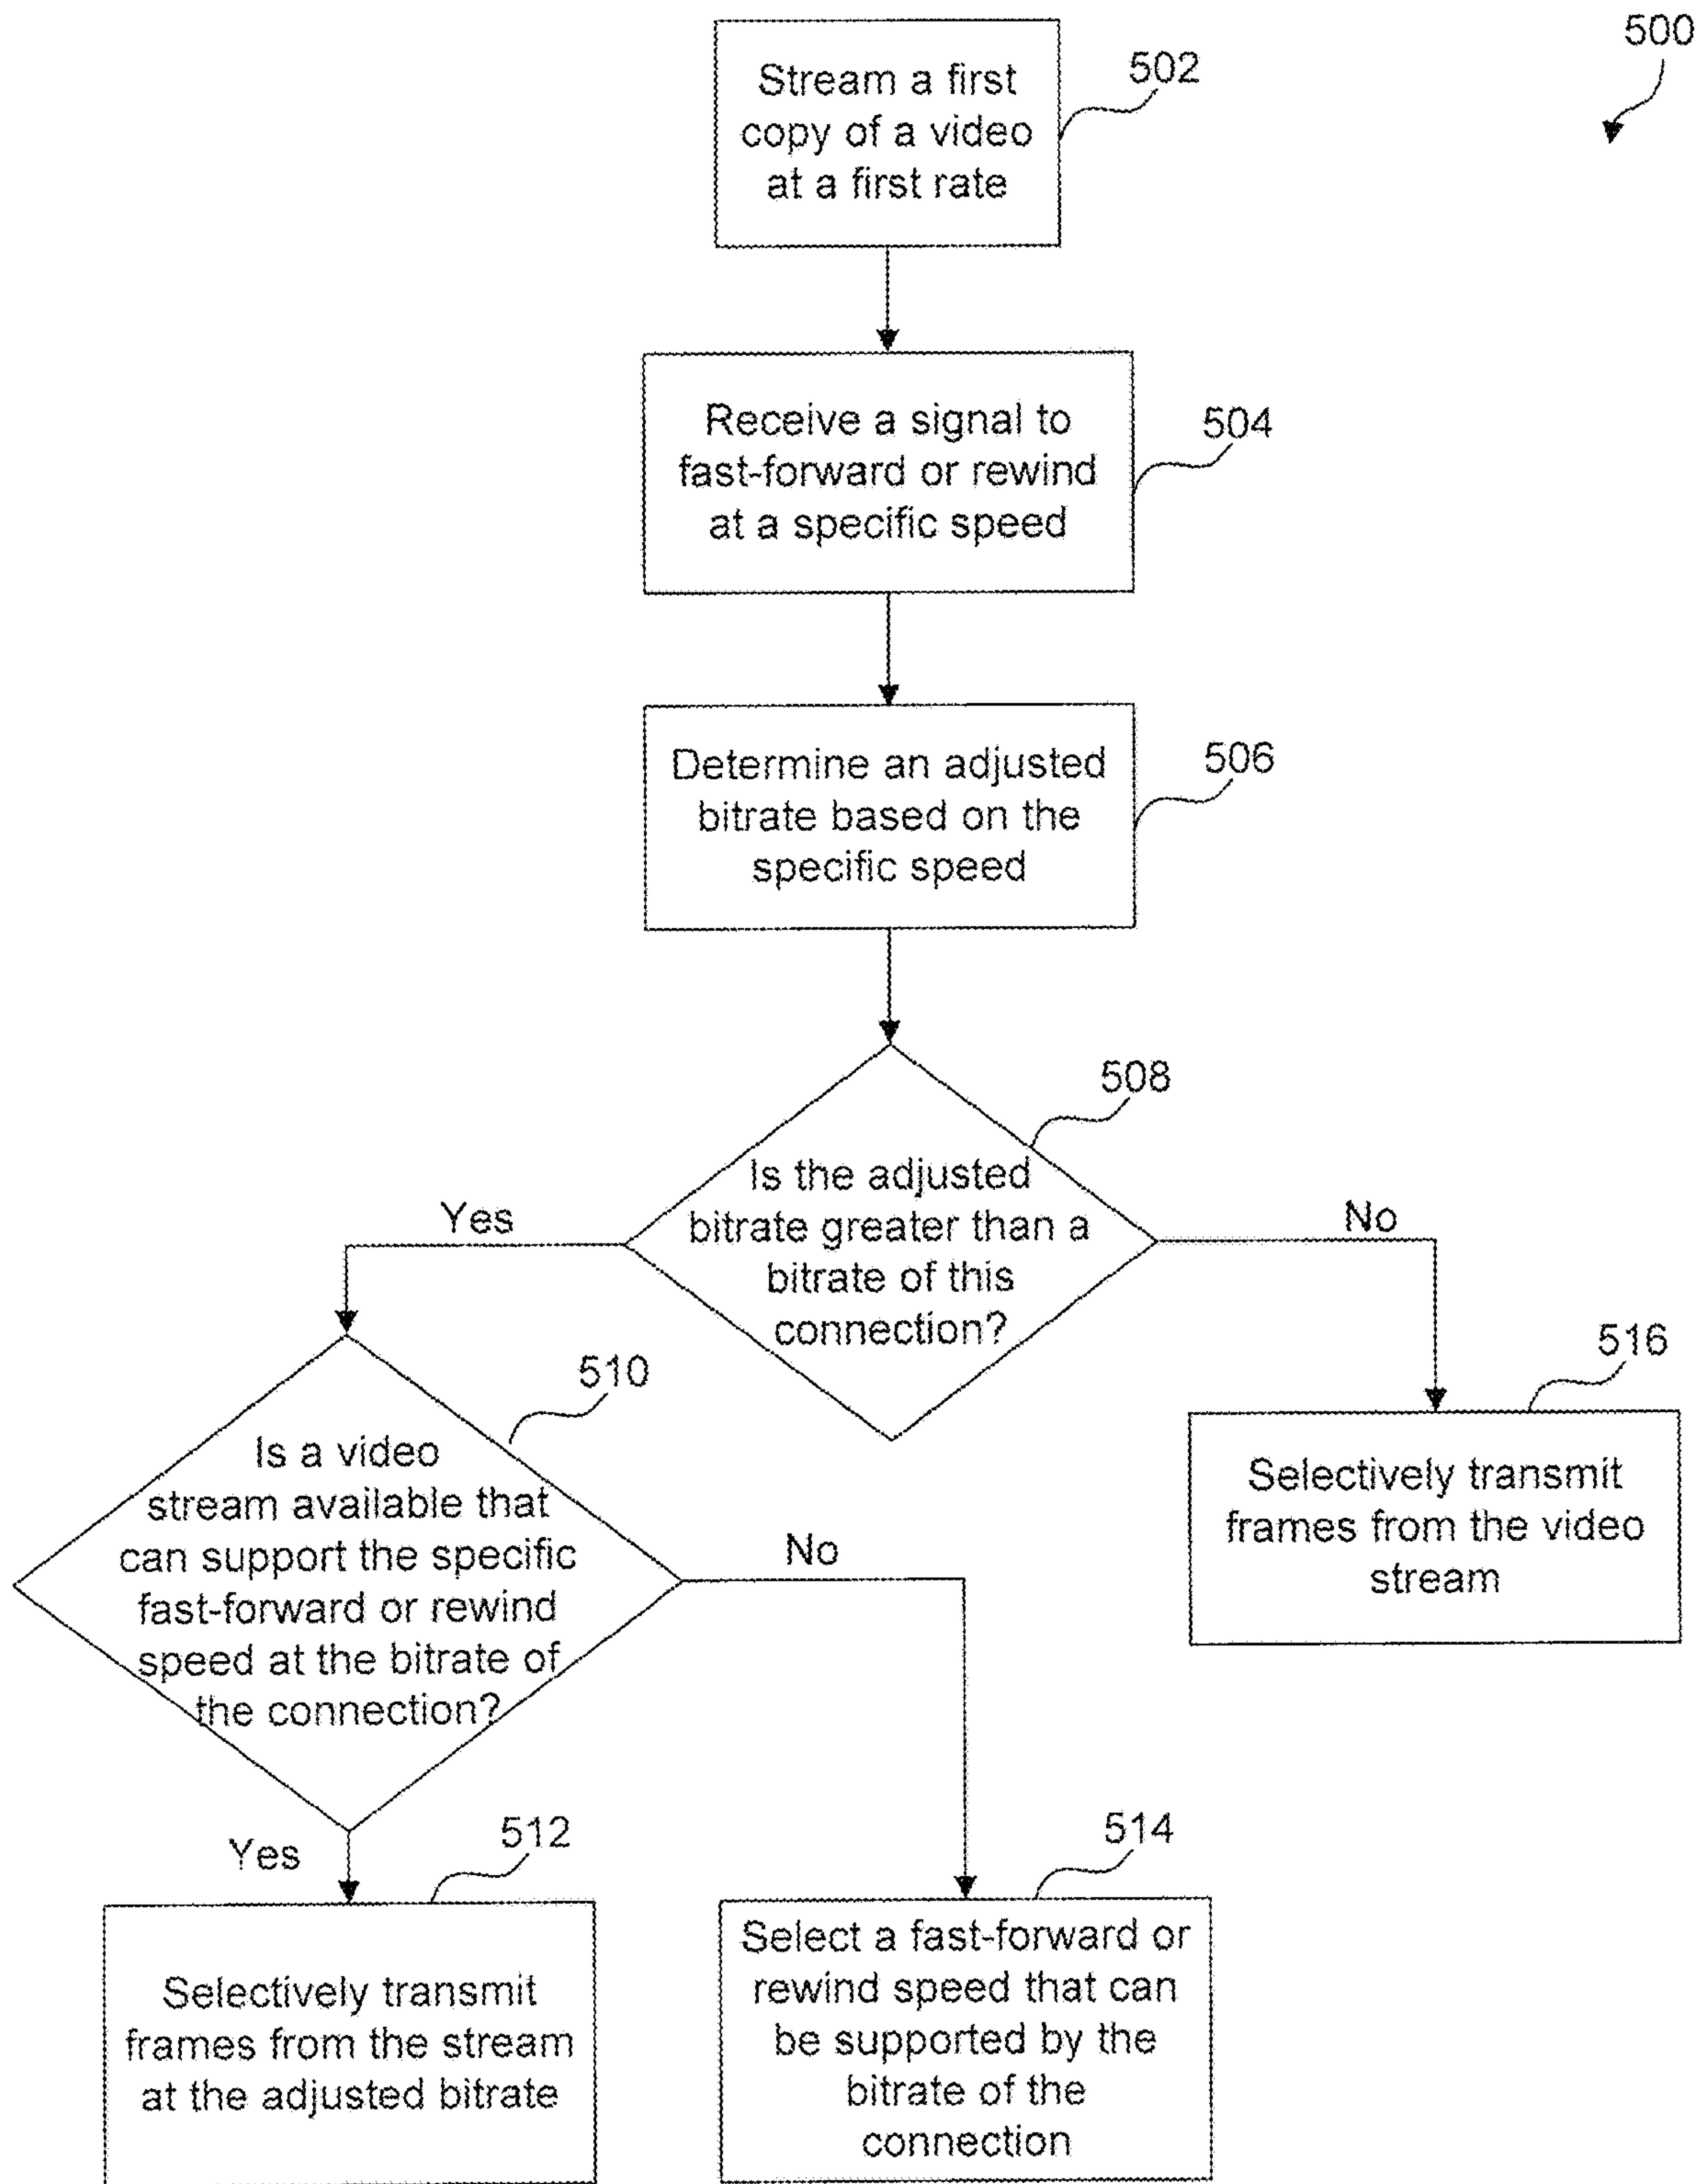 500
Stream a first
copy of a video
at a first rate
502
Receive a signal to
fast-forward or rewind
at a specific speed
504
Determine an adjusted
bitrate based on the
specific speed
506
Is the adjusted
bitrate greater than a
bitrate of this
connection?
508
Yes
No
Is a video
stream available that
can support the specific
fast-forward or rewind
speed at the bitrate of
the connection?
510
No
516
Selectively transmit
frames from the video
stream
Yes
512
Selectively transmit
frames from the stream
at the adjusted bitrate
514
Select a fast-forward or
rewind speed that can
be supported by the
bitrate of the
connection